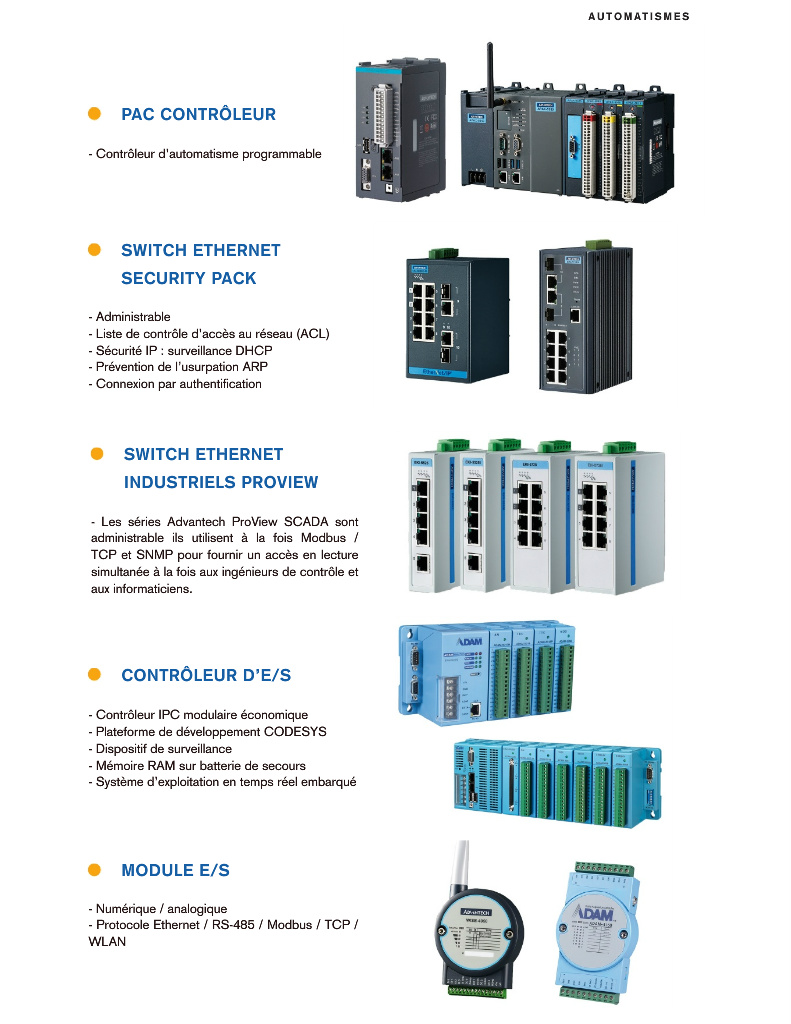 AUTOMATISMES
PAC CONTRÔLEUR
- Contrôleur d'automatisme programmable
SWITCH ETHERNET
SECURITY PACK
- Administrable
- Liste de contrôle d'accès au réseau (ACL)
- Sécurité IP : surveillance DHCP
- Prévention de l'usurpation ARP
- Connexion par authentification
SWITCH ETHERNET
INDUSTRIELS PROVIEW
- Les séries Advantech ProView SCADA sont
administrable ils utilisent à la fois Modbus /
TCP et SNMP pour fournir un accès en lecture
simultanée à la fois aux ingénieurs de contrôle et
aux informaticiens.
CONTRÔLEUR D'E/S
- Contrôleur IPC modulaire économique
- Plateforme de développement CODESYS
- Dispositif de surveillance
- Mémoire RAM sur batterie de secours
- Système d'exploitation en temps réel embarqué
ADAM
MODULE E/S
- Numérique / analogique
- Protocole Ethernet / RS-485 / Modbus / TCP /
WLAN
ADVANTECH
ADAM